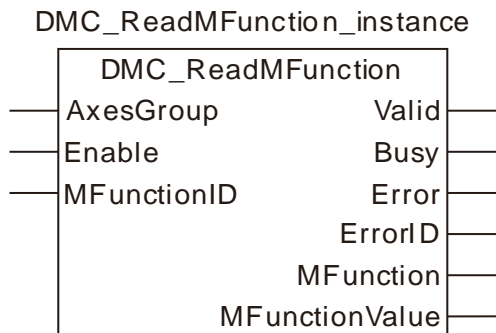 DMC_ReadMFunction_instance
DMC_ReadMFunction
AxesGroup Valid
Enable Busy
MFunctionID Error
ErrorID
MFunction
MFunctionValue